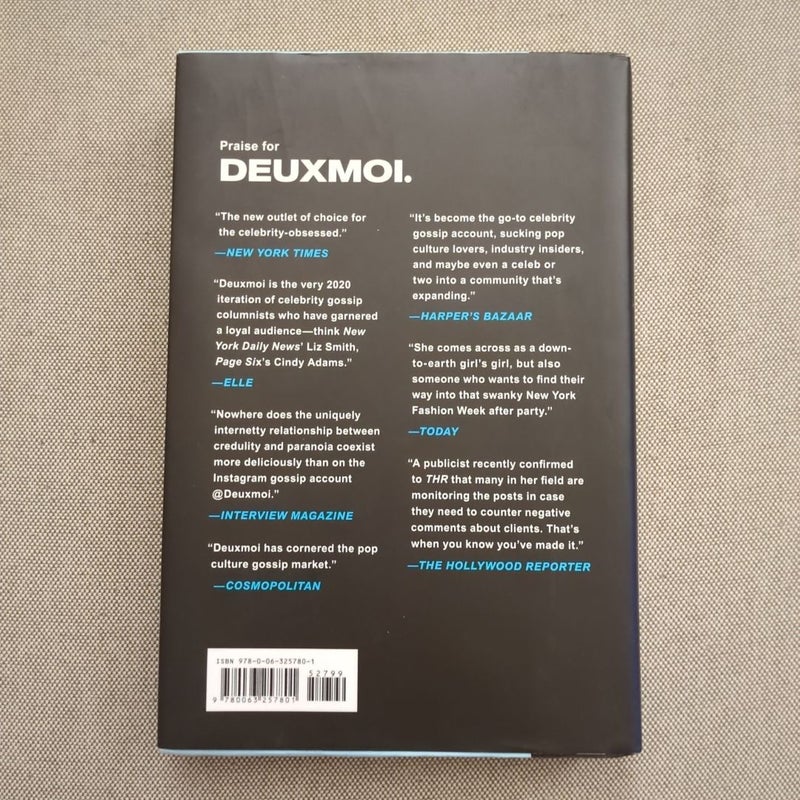 Praise for
DEUXMOI.
“The new outlet of choice for
the celebrity-obsessed.”
—NEW YORK TIMES
“Deuxmoi is the very 2020
iteration of celebrity gossip
columnists who have garnered
a loyal audience—think New
York Daily News’ Liz Smith,
Page Six’s Cindy Adams.”
—ELLE
“Nowhere does the uniquely
internetty relationship between
credulity and paranoia coexist
more deliciously than on the
Instagram gossip account
@Deuxmoi.”
—INTERVIEW MAGAZINE
“Deuxmoi has cornered the pop
culture gossip market.”
—COSMOPOLITAN
“It’s become the go-to celebrity
gossip account, sucking pop
culture lovers, industry insiders,
and maybe even a celeb or
two into a community that’s
expanding.”
—HARPER’S BAZAAR
“She comes across as a down-
to-earth girl’s girl, but also
someone who wants to find their
way into that swanky New York
Fashion Week after party.”
—TODAY
“A publicist recently confirmed
to THR that many in her field are
monitoring the posts in case
they need to counter negative
comments about clients. That’s
when you know you’ve made it.”
—THE HOLLYWOOD REPORTER
ISBN 978-0-06-325780-1
52799
9 780063 257801